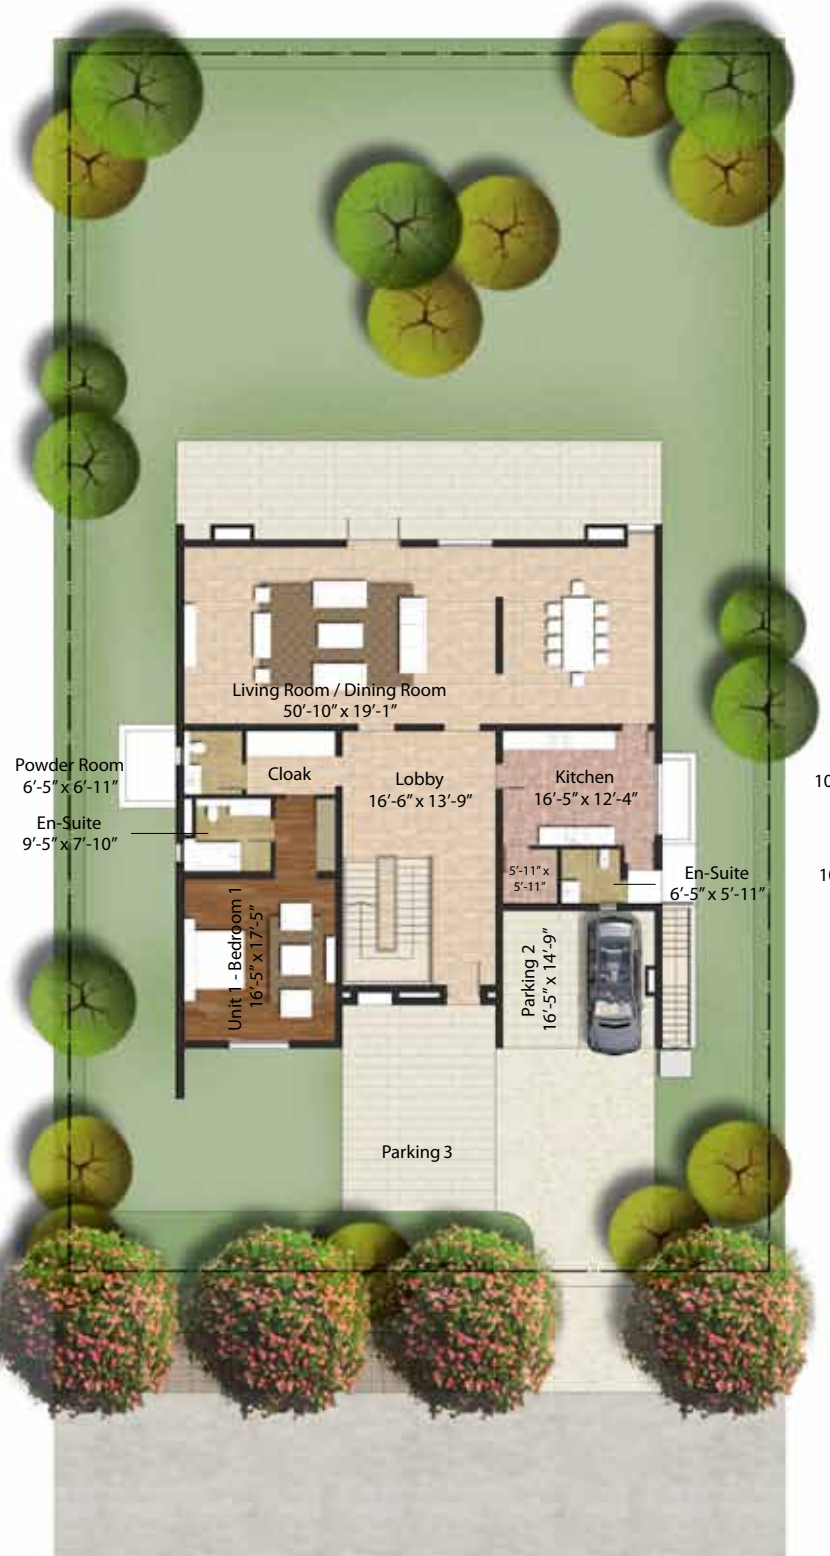 Living Room / Dining Room
50’-10” x 19’-1”
Powder Room
6’-5” x 6’-11”
Cloak
Lobby
16’-6” x 13’-9”
Kitchen
16’-5” x 12’-4”
10
En-Suite
9’-5” x 7’-10”
5’-11” x
5’-11”
En-Suite
6’-5” x 5’-11”
16
Unit 1 - Bedroom 1
16’-5” x 17’-5”
Parking 2
16’-5” x 14’-9”
Parking 3